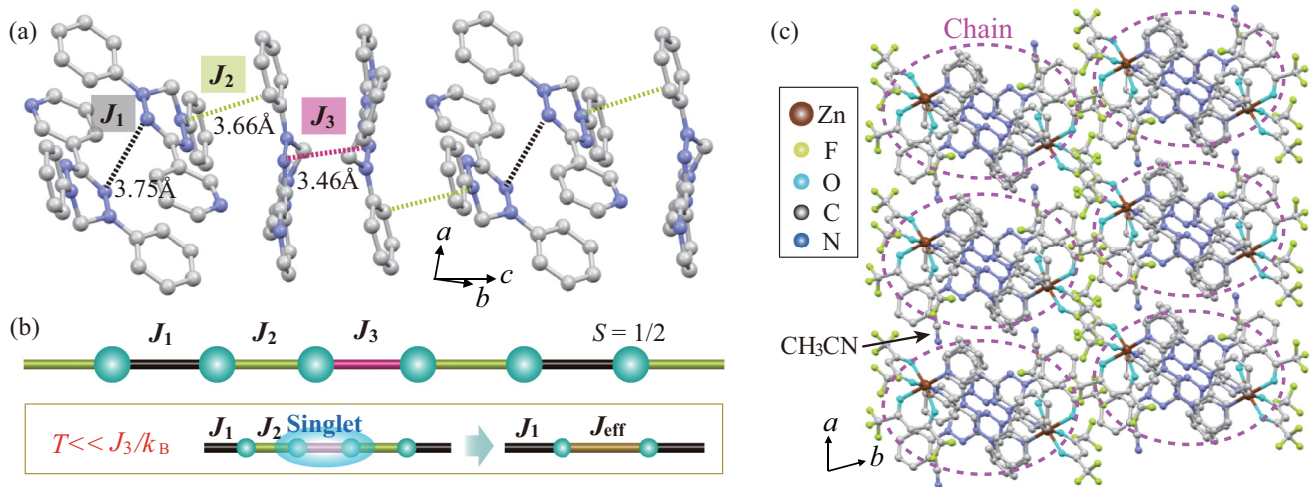 (a)
J₂
J₁
J₃
3.66Å
3.75Å
3.46Å
a
c
b
(b)
J₁ J₂ J₃ S = 1/2
T<< J₃/kB
J₁ J₂ Singlet
J₁ Jeff
(c)
Chain
Zn
F
O
C
N
CH₃CN
a
b